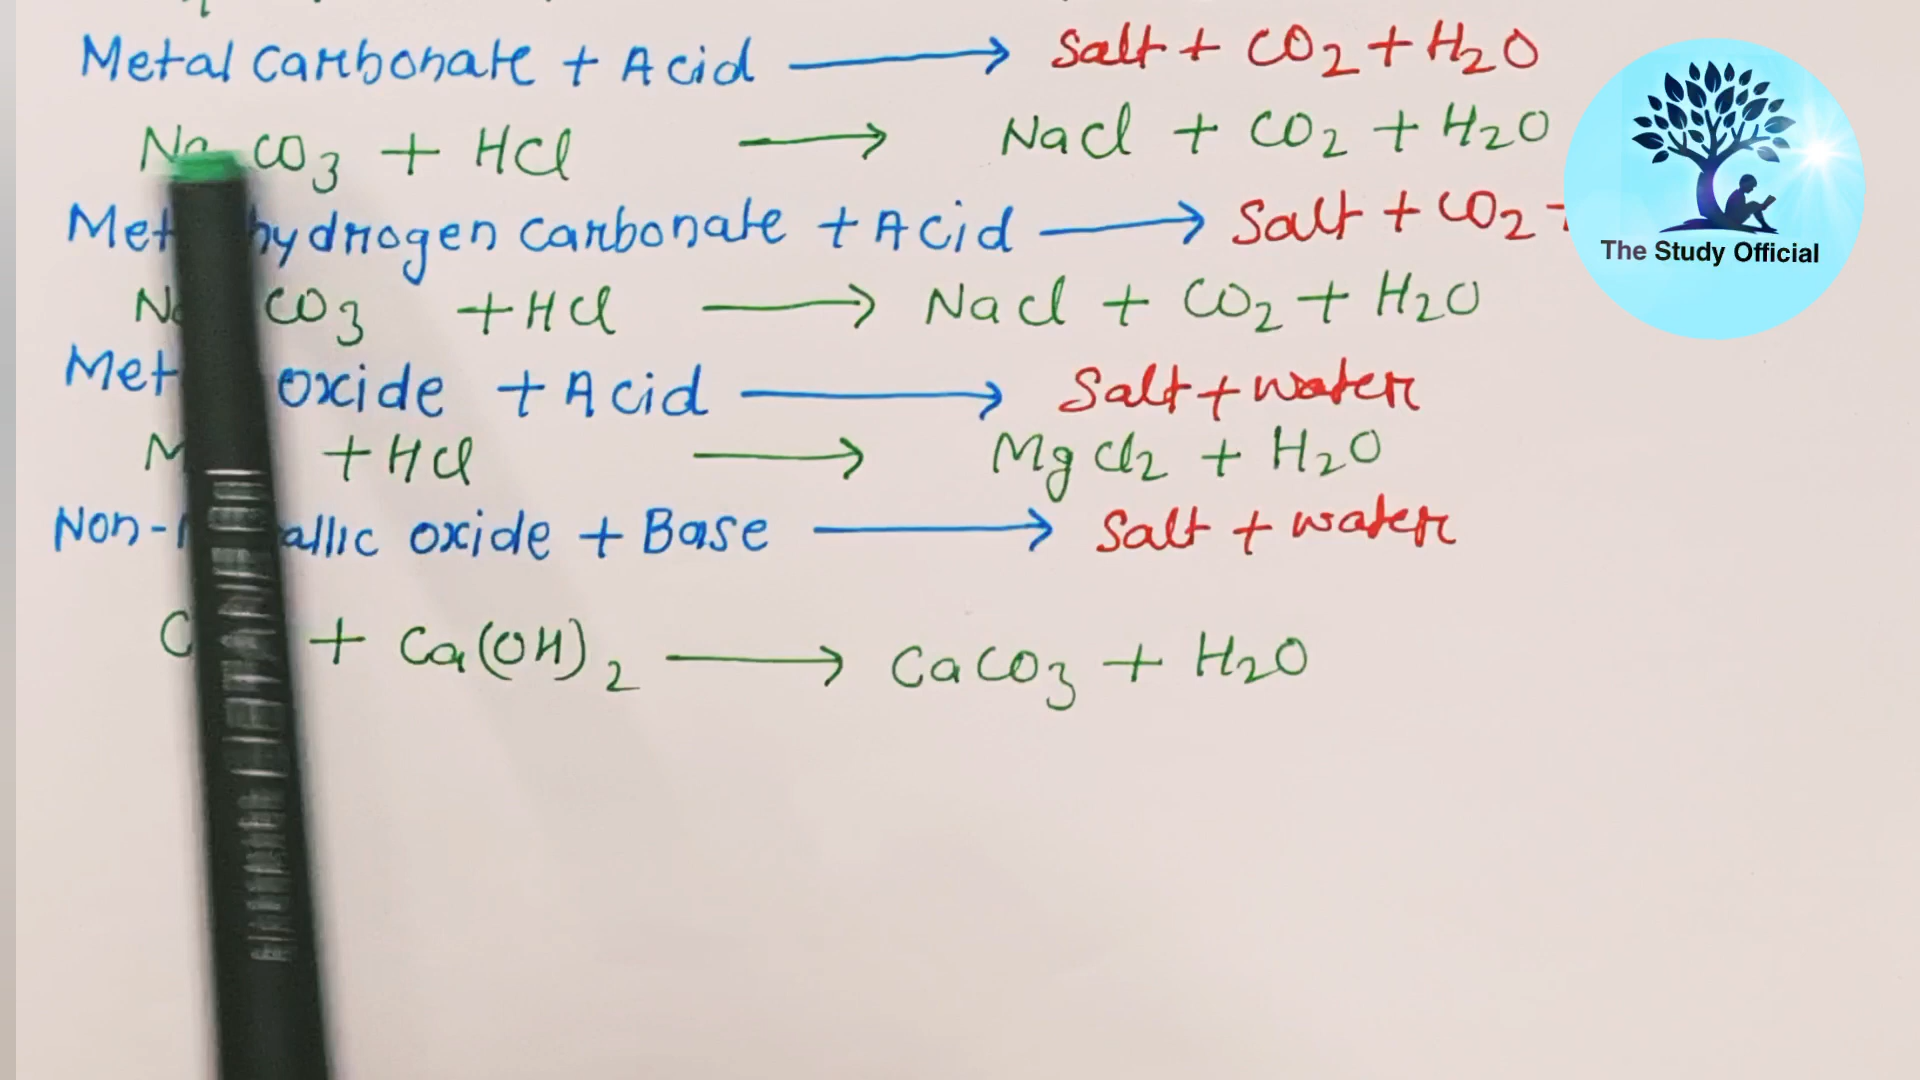 Metal carbonate + Acid ⟶ Salt + CO2 + H2O
Na CO3 + HCl ⟶ NaCl + CO2 + H2O
Met hydrogen carbonate + Acid ⟶ Salt + CO2 +
Na CO3 + HCl ⟶ NaCl + CO2 + H2O
Met oxide + Acid ⟶ Salt + water
M + HCl ⟶ MgCl2 + H2O
Non- allic oxide + Base ⟶ Salt + water
C + Ca(OH)2 ⟶ CaCO3 + H2O
The Study Official